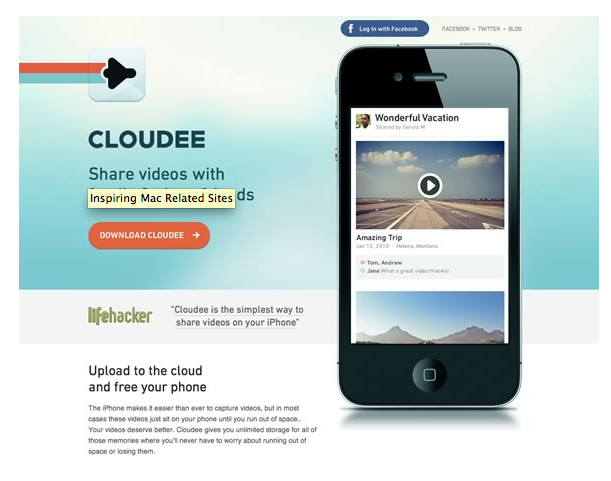 Log In with Facebook
FACEBOOK • TWITTER • BLOG
CLOUDEE
Share videos with
ds
Inspiring Mac Related Sites
DOWNLOAD CLOUDEE →
lifehacker
"Cloudee is the simplest way to
share videos on your iPhone"
Upload to the cloud
and free your phone
The iPhone makes it easier than ever to capture videos, but in most
cases these videos just sit on your phone until you run out of space..
Your videos deserve better. Cloudee gives you unlimited storage for all of
those memories where you'll never have to worry about running out of
space or losing them.
Wonderful Vacation
Shared by Gervis M
Amazing Trip
Jan 12, 2010 - Helena, Montana
Tom, Andrew
Jane What a great video thanks!